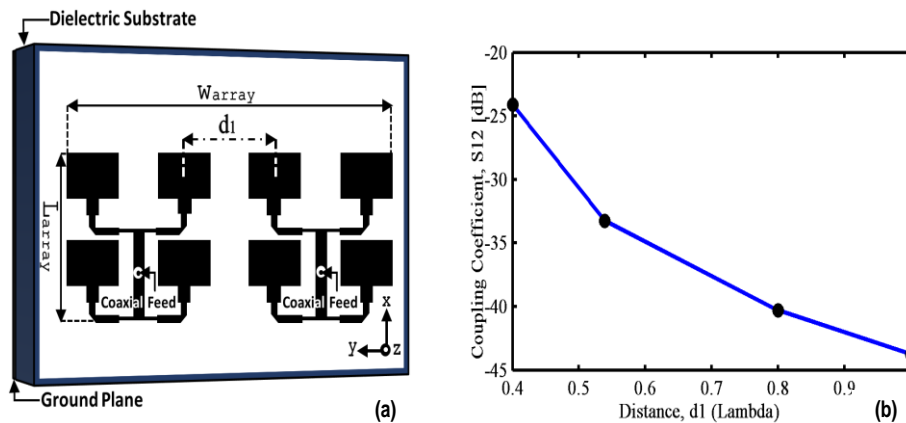 Dielectric Substrate
Warray
d1
Larray
Coaxial Feed
Coaxial Feed
x
y
z
Ground Plane
(a)
Coupling Coefficient, S12 [dB]
-20
-25
-30
-35
-40
-45
0.4
0.5
0.6
0.7
0.8
0.9
Distance, d1 (Lambda)
(b)